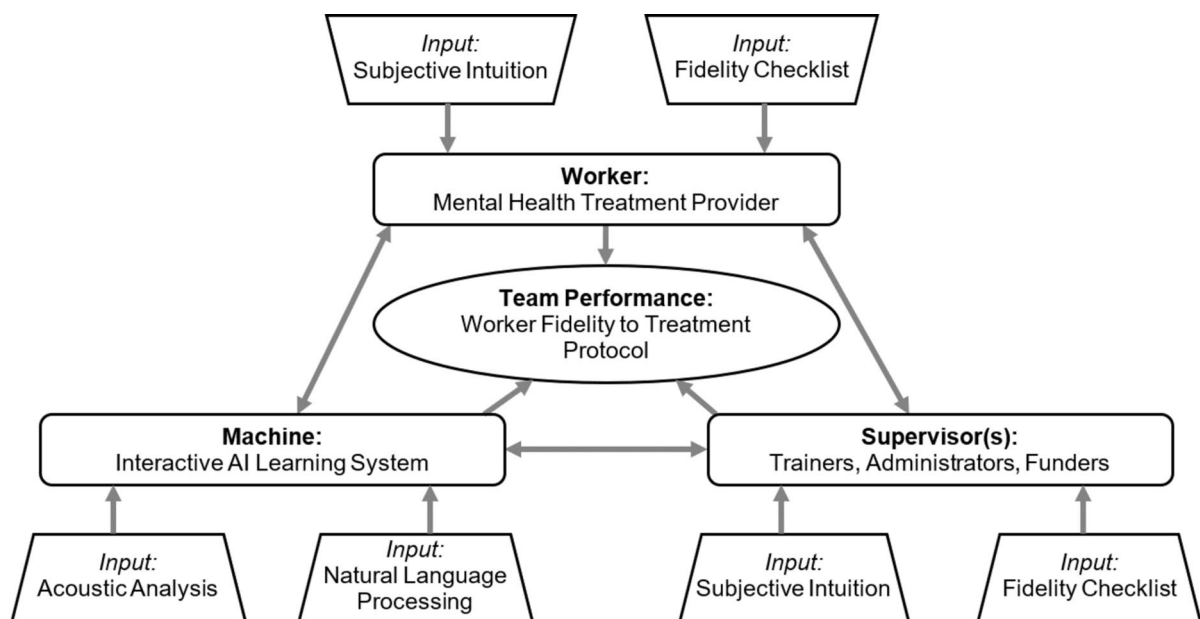 Input:
Subjective Intuition
Input:
Fidelity Checklist
Worker:
Mental Health Treatment Provider
Team Performance:
Worker Fidelity to Treatment
Protocol
Machine:
Interactive AI Learning System
Supervisor(s):
Trainers, Administrators, Funders
Input:
Acoustic Analysis
Input:
Natural Language
Processing
Input:
Subjective Intuition
Input:
Fidelity Checklist